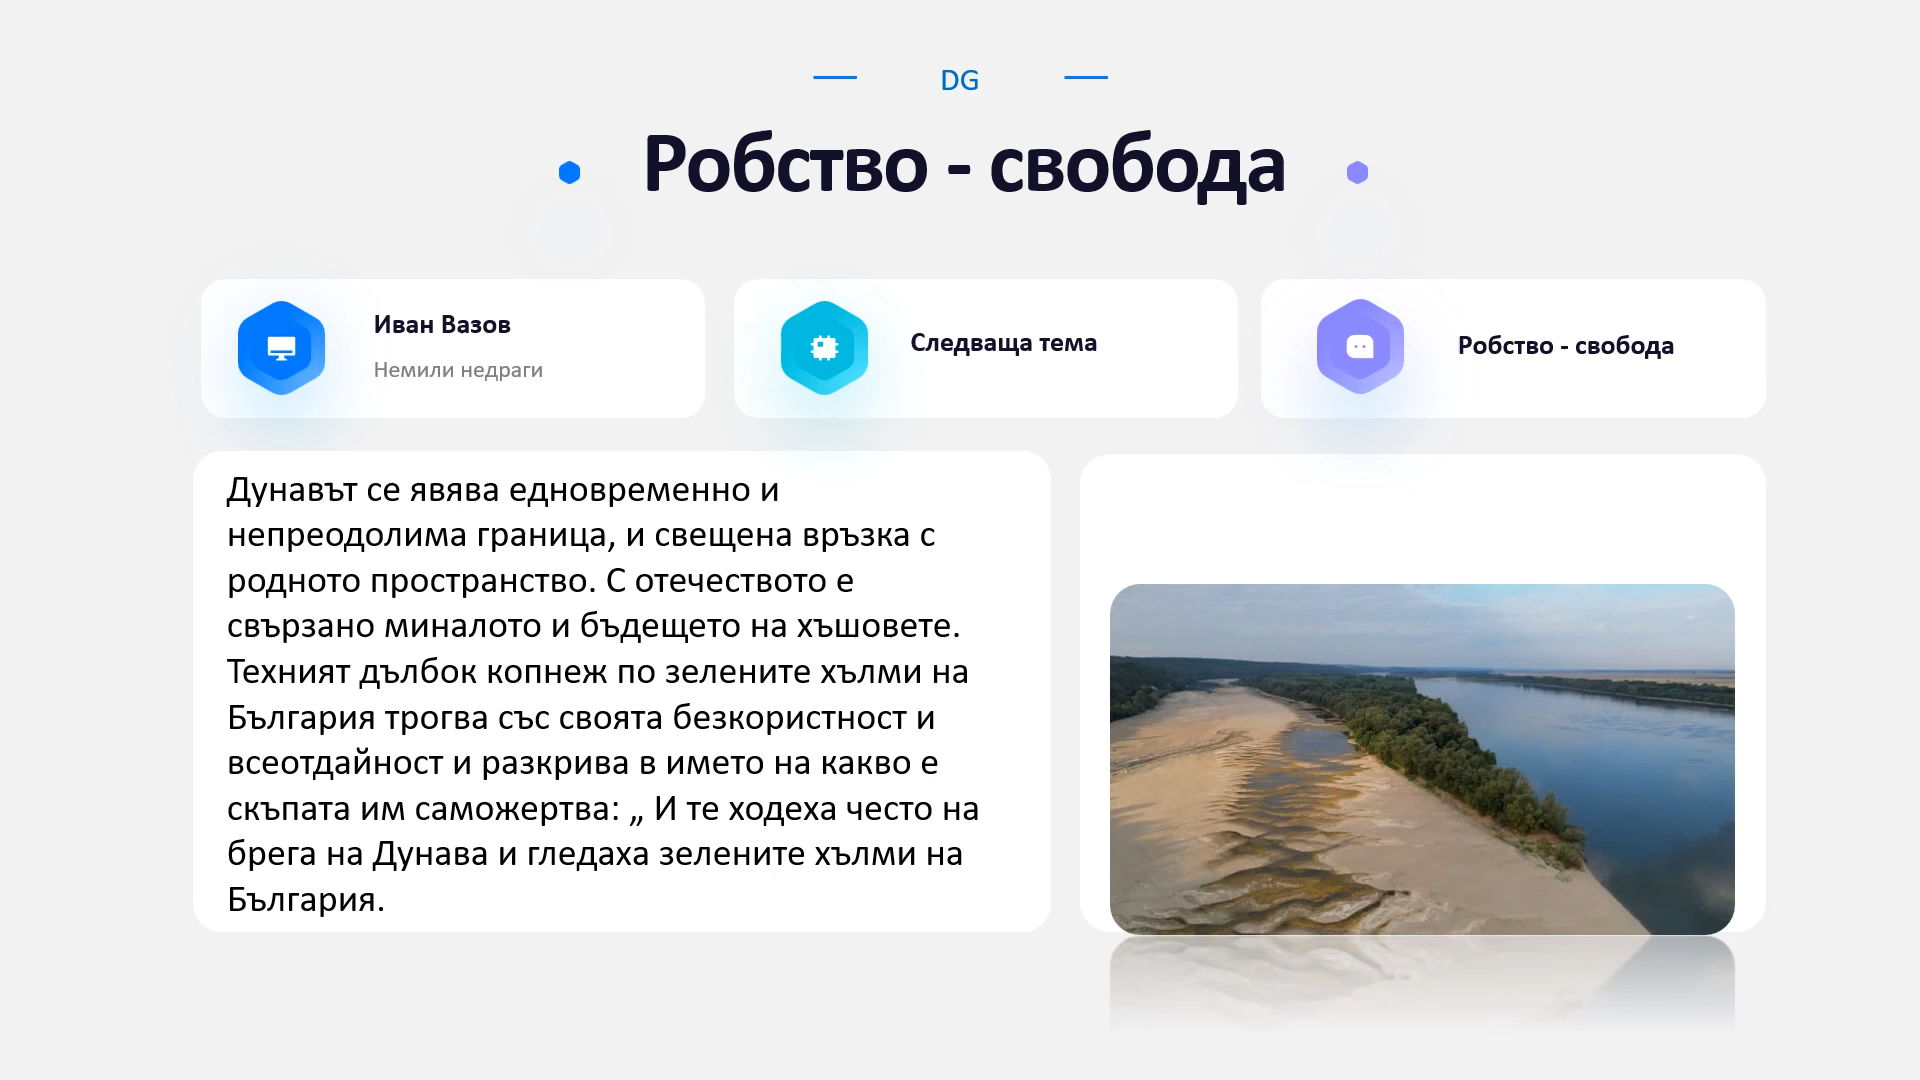 DG
Робство - свобода
Иван Вазов
Немили недраги
Следваща тема
Робство - свобода
Дунавът се явява едновременно и
непреодолима граница, и свещена връзка с
родното пространство. С отечеството е
свързано миналото и бъдещето на хъшовете.
Техният дълбок копнеж по зелените хълми на
България трогва със своята безкористност и
всеотдайност и разкрива в името на какво е
скъпата им саможертва: „ И те ходеха често на
брега на Дунава и гледаха зелените хълми на
България.